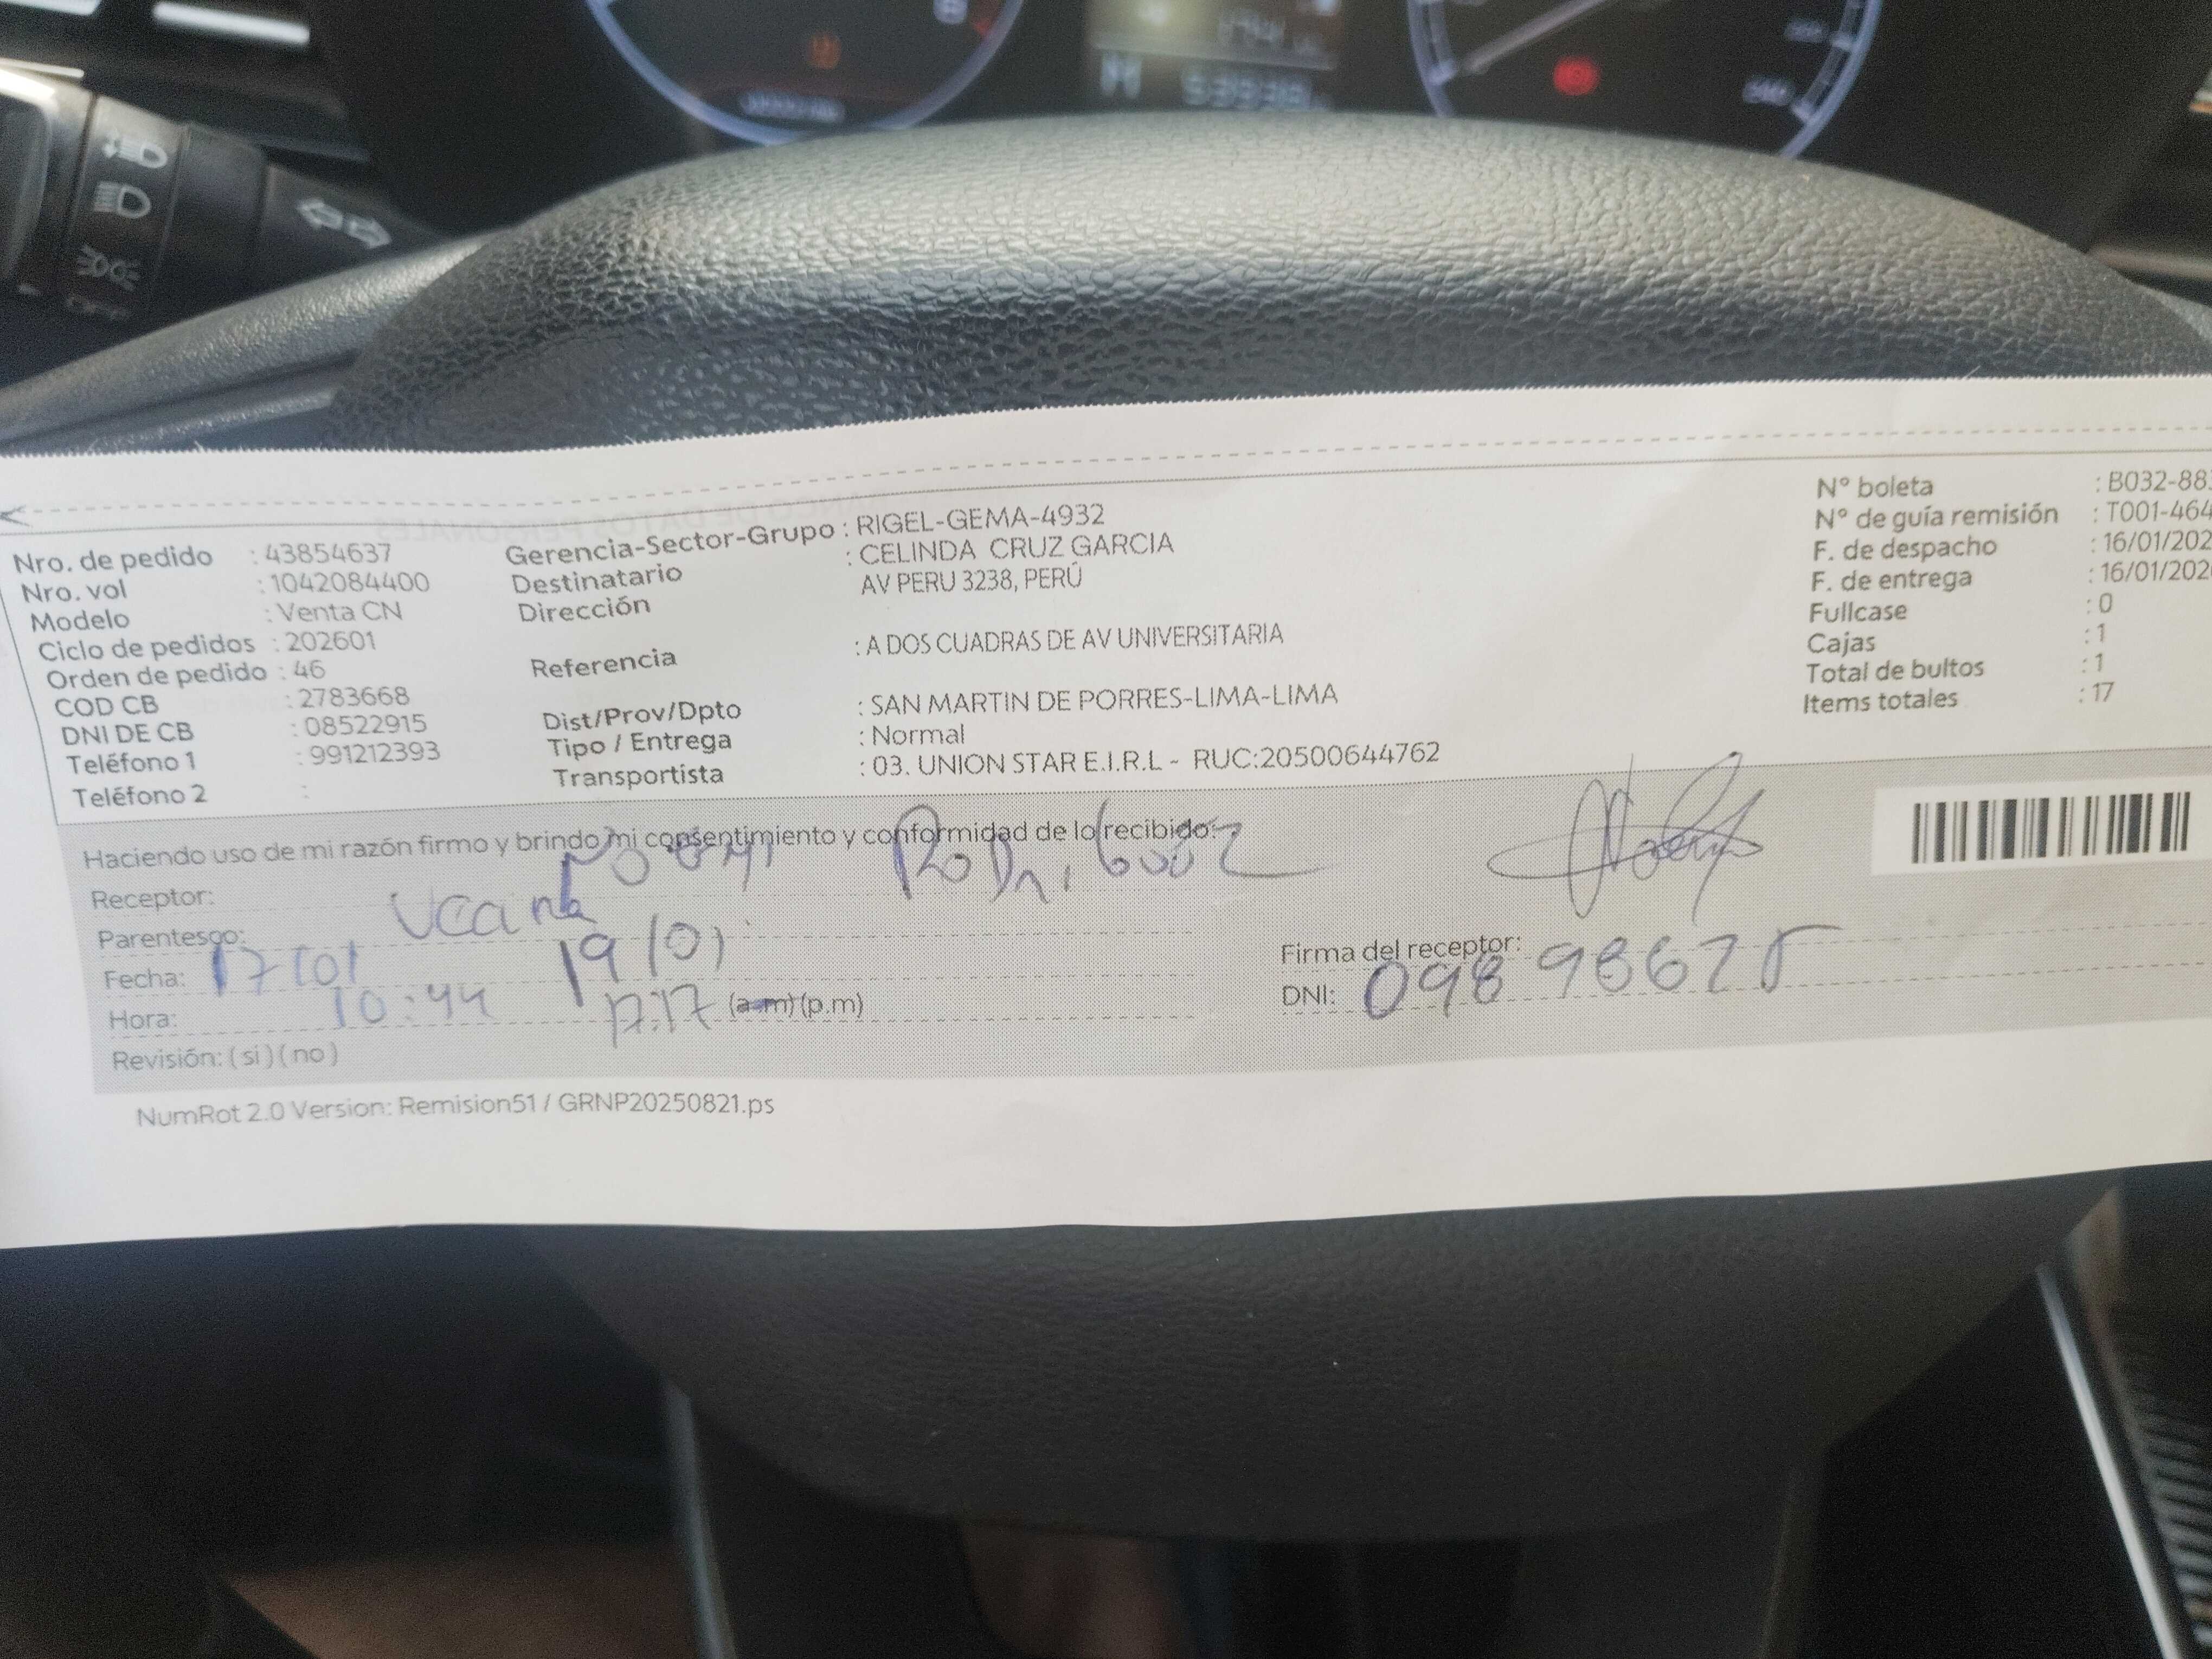 Nro. de pedido : 43854637
Nro. vol : 1042084400
Modelo : Venta CN
Ciclo de pedidos : 202601
Orden de pedido : 46
COD CB : 2783668
DNI DE CB : 08522915
Teléfono 1 : 991212393
Teléfono 2 :
Gerencia-Sector-Grupo : RIGEL-GEMA-4932
Destinatario : CELINDA CRUZ GARCIA
Dirección AV PERU 3238, PERÚ
Referencia : A DOS CUADRAS DE AV UNIVERSITARIA
Dist/Prov/Dpto : SAN MARTIN DE PORRES-LIMA-LIMA
Tipo / Entrega : Normal
Transportista : 03. UNION STAR E.I.R.L - RUC:20500644762
N° boleta : B032-88
N° de guía remisión : T001-464
F. de despacho : 16/01/202
F. de entrega : 16/01/202
Fullcase : 0
Cajas : 1
Total de bultos : 1
Items totales : 17
Haciendo uso de mi razón firmo y brindo mi consentimiento y conformidad de lo recibido:
Receptor: Noemi Rodriguez
Parentesco:
Fecha: 17/01 19/01
Hora: 10:44 (a.m) (p.m)
Revisión: (si) (no)
Firma del receptor:
DNI:
NumRot 2.0 Version: Remision51 / GRNP20250821.ps